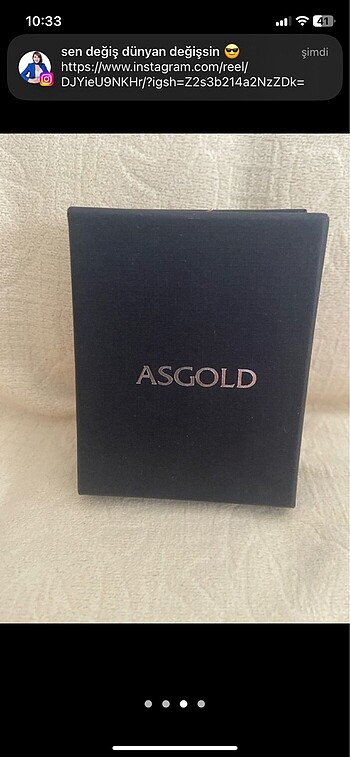 10:33
41
sen değiş dünyan değişsin 😎
şimdi
https://www.instagram.com/reel/
DJYieU9NKHr/?igsh=Z2s3b214a2NzZDk=
ASGOLD